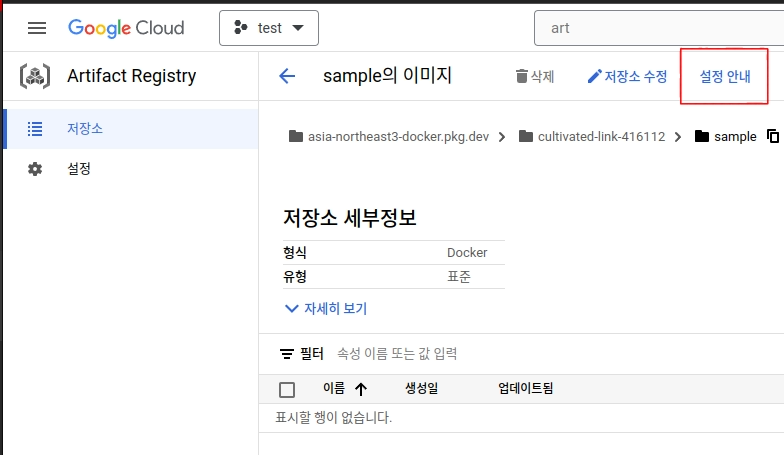 Google Cloud test art
Artifact Registry sample의 이미지 삭제 저장소 수정 설정 안내
저장소
설정
asia-northeast3-docker.pkg.dev cultivated-link-416112 sample
저장소 세부정보
형식 Docker
유형 표준
자세히 보기
필터 속성 이름 또는 값 입력
이름 생성일 업데이트됨
표시할 행이 없습니다.